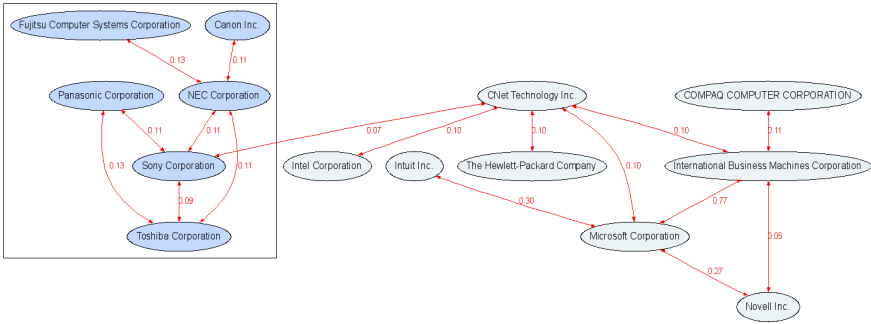 Fujitsu Computer Systems Corporation
Canon Inc.
0.13
0.11
Panasonic Corporation
NEC Corporation
CNet Technology Inc.
COMPAQ COMPUTER CORPORATION
0.11
0.11
0.07
0.10
0.10
0.10
0.11
0.13
Sony Corporation
0.11
Intel Corporation
Intuit Inc.
The Hewlett-Packard Company
0.10
International Business Machines Corporation
0.09
0.30
0.77
Toshiba Corporation
Microsoft Corporation
0.05
0.27
Novell Inc.